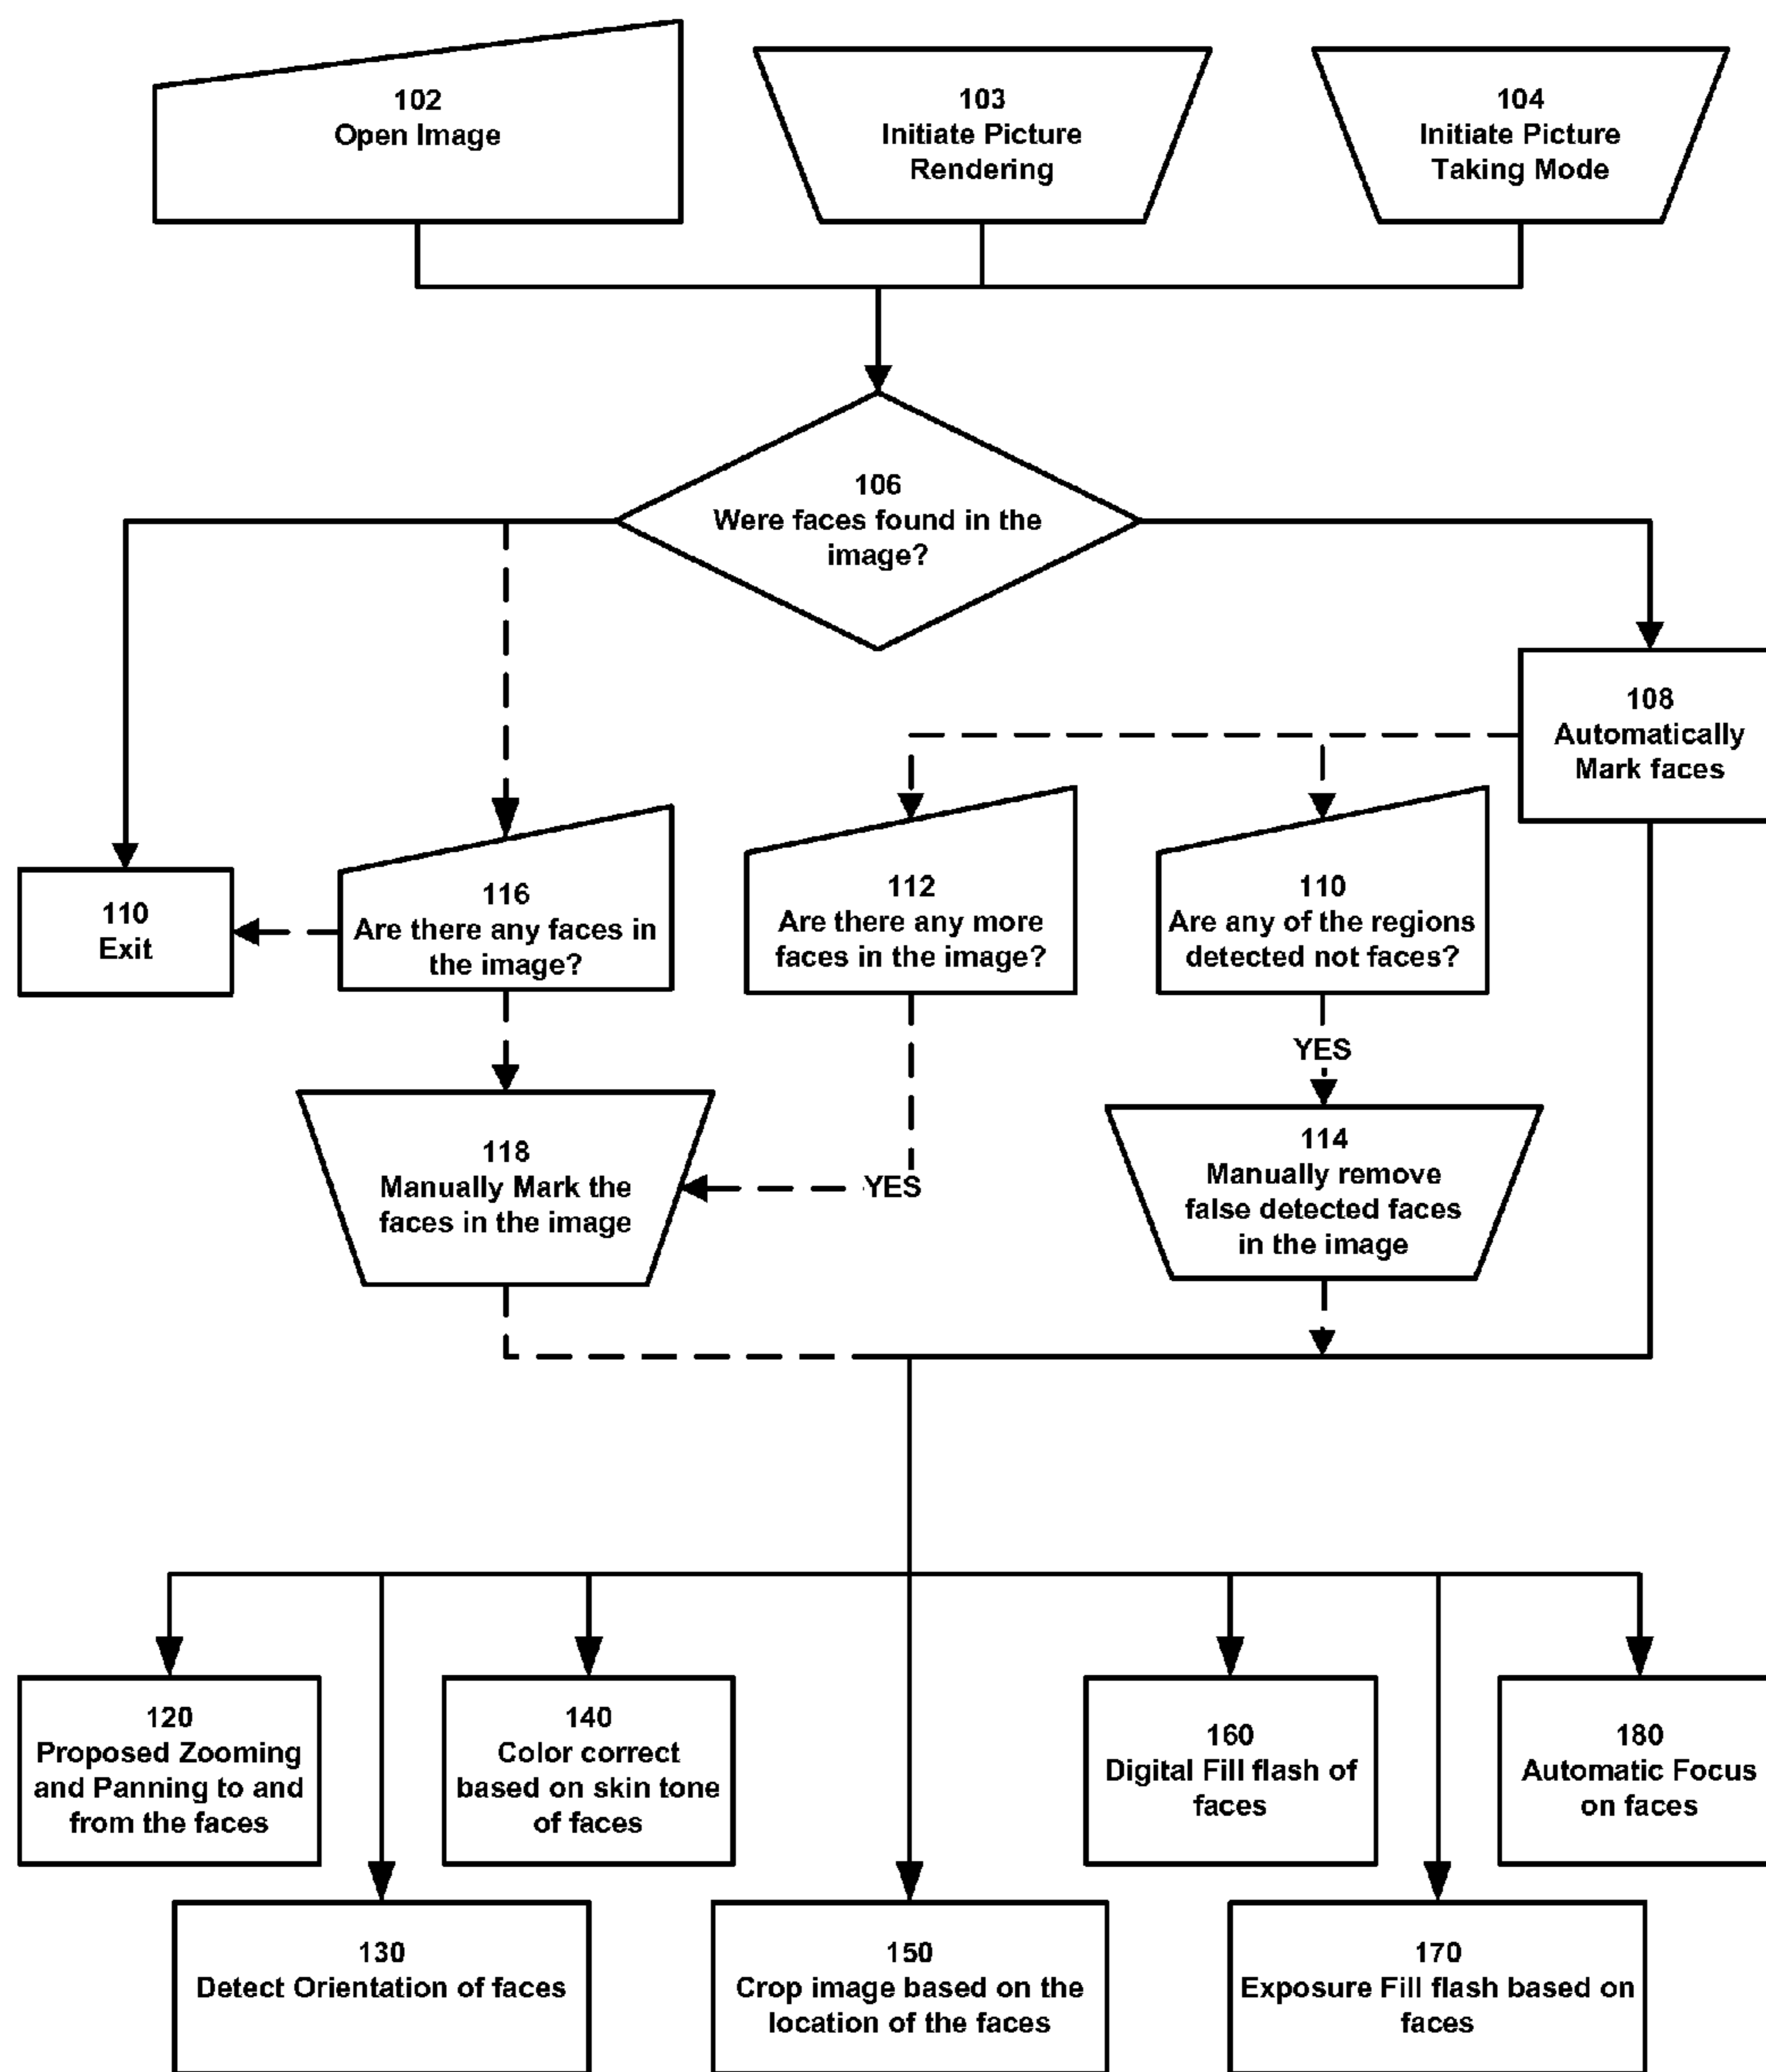 102
Open Image
103
Initiate Picture
Rendering
104
Initiate Picture
Taking Mode
106
Were faces found in the
image?
108
Automatically
Mark faces
110
Exit
116
Are there any faces in
the image?
112
Are there any more
faces in the image?
110
Are any of the regions
detected not faces?
YES
118
Manually Mark the
faces in the image
YES
114
Manually remove
false detected faces
in the image
120
Proposed Zooming
and Panning to and
from the faces
140
Color correct
based on skin tone
of faces
160
Digital Fill flash of
faces
180
Automatic Focus
on faces
130
Detect Orientation of faces
150
Crop image based on the
location of the faces
170
Exposure Fill flash based on
faces